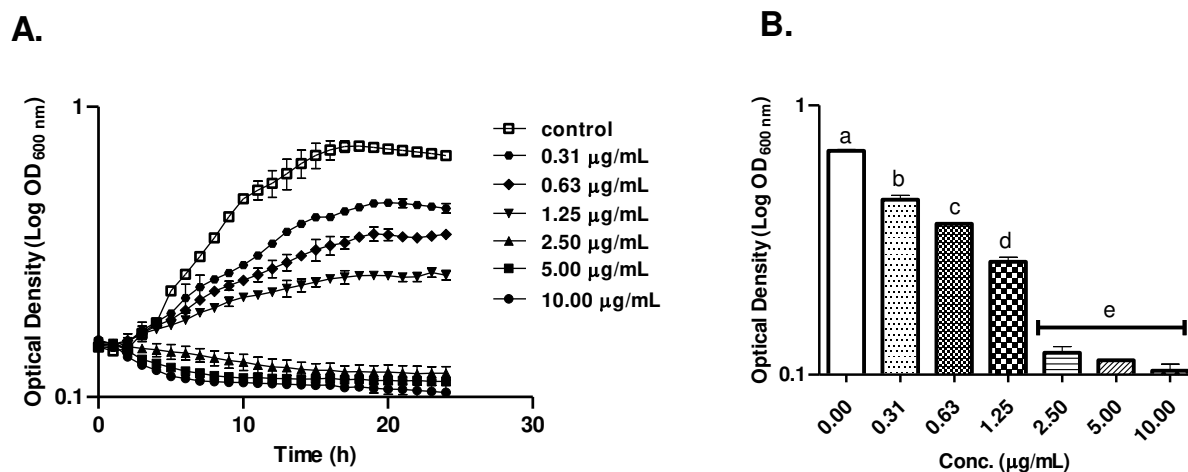 A.
1
0.1
Optical Density (Log OD600 nm)
0
10
20
30
Time (h)
control
0.31 µg/mL
0.63 µg/mL
1.25 µg/mL
2.50 µg/mL
5.00 µg/mL
10.00 µg/mL
B.
1
0.1
Optical Density (Log OD600 nm)
a
b
c
d
e
0.00
0.31
0.63
1.25
2.50
5.00
10.00
Conc. (µg/mL)